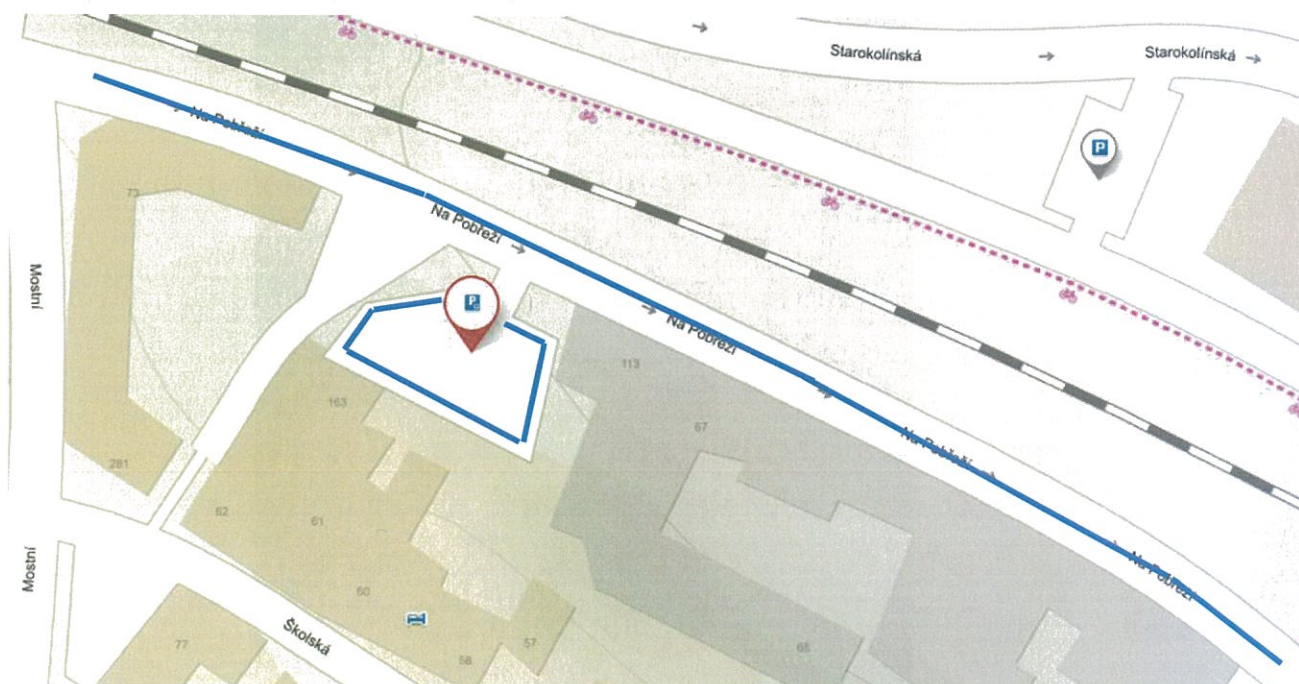 Starokolínská
Starokolínská
Na Pobřeží
P
73
Na Pobřeží
Mostní
P
Na Pobřeží
113
163
67
Na Pobřeží
281
62
61
Mostní
Na Pobřeží
60
Školská
77
58
57
65